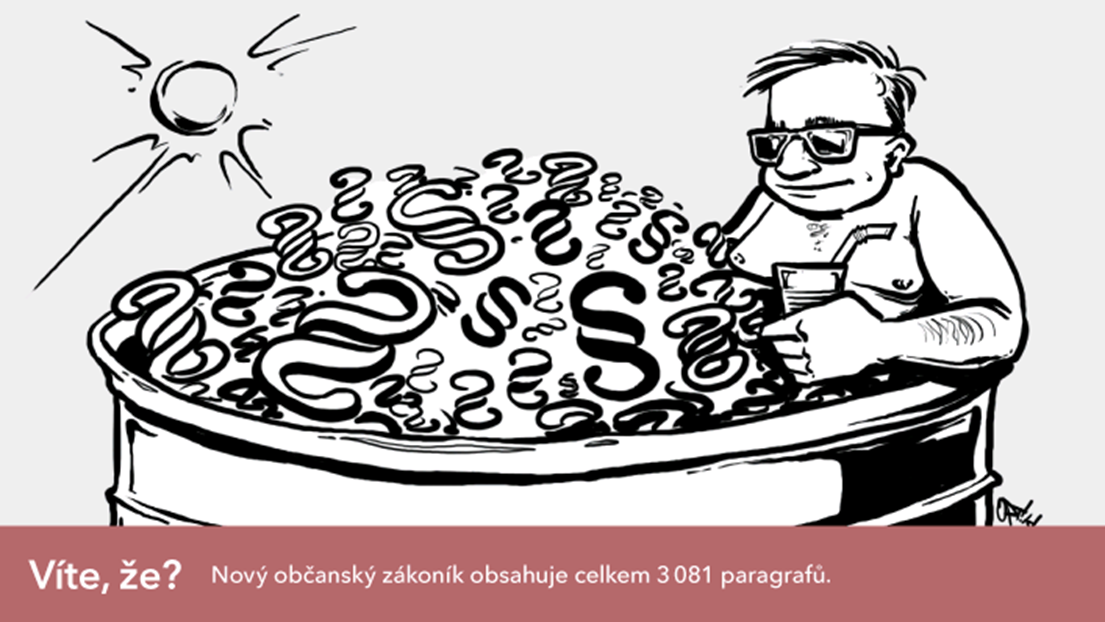 Víte, že?
Nový občanský zákoník obsahuje celkem 3 081 paragrafů.